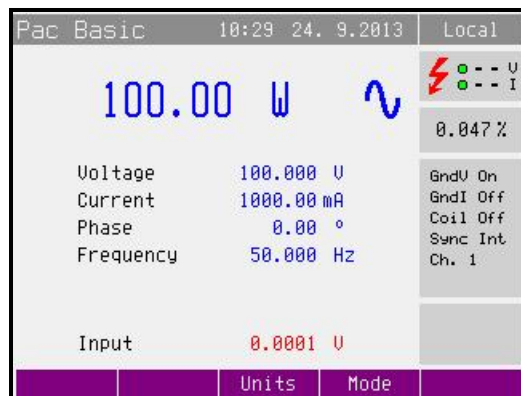 Pac Basic 10:29 24. 9.2013 Local
-- V
-- I
100.00 W
0.047 %
Voltage 100.000 V
Current 1000.00 mA
Phase 0.00 °
Frequency 50.000 Hz
GndU On
GndI Off
Coil Off
Sync Int
Ch. 1
Input 0.0001 V
Units Mode